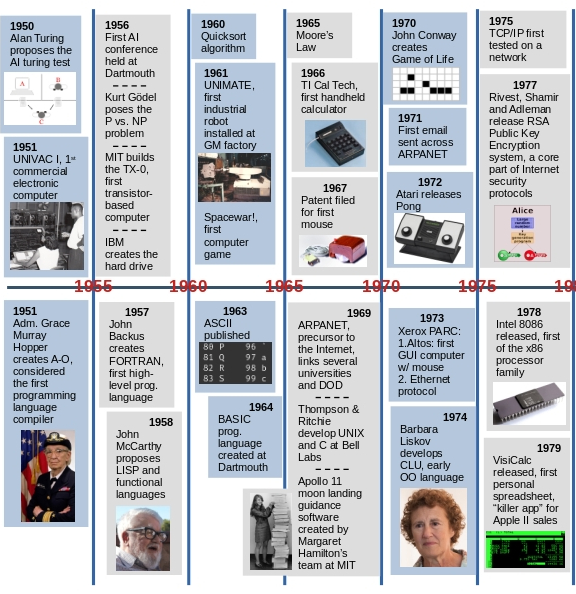 1950
Alan Turing
proposes the
AI turing test
A
B
C
1951
UNIVAC I, 1st
commercial
electronic
computer
1956
First AI
conference
held at
Dartmouth
Kurt Gödel
poses the
P vs. NP
problem
MIT builds
the TX-0,
first
transistor-
based
computer
IBM
creates the
hard drive
1960
Quicksort
algorithm
1961
UNIMATE,
first
industrial
robot
installed at
GM factory
Spacewar!,
first
computer
game
1965
Moore's
Law
1966
TI Cal Tech,
first handheld
calculator
1967
Patent filed
for first
mouse
1970
John Conway
creates
Game of Life
1971
First email
sent across
ARPANET
1972
Atari releases
Pong
1975
TCP/IP first
tested on a
network
1977
Rivest, Shamir
and Adleman
release RSA
Public Key
Encryption
system, a core
part of Internet
security
protocols
Alice
1955
1960
1965
1970
1975
19
1951
Adm. Grace
Murray
Hopper
creates A-O,
considered
the first
programming
language
compiler
1957
John
Backus
creates
FORTRAN,
first high-
level prog.
language
1958
John
McCarthy
proposes
LISP and
functional
languages
1963
ASCII
published
80 P 96 `
81 Q 97 a
82 R 98 b
83 S 99 c
1964
BASIC
prog.
language
created at
Dartmouth
1969
ARPANET,
precursor to
the Internet,
links several
universities
and DOD
Thompson &
Ritchie
develop UNIX
and C at Bell
Labs
Apollo 11
moon landing
guidance
software
created by
Margaret
Hamilton's
team at MIT
1973
Xerox PARC:
1.Altos: first
GUI computer
w/ mouse
2. Ethernet
protocol
1974
Barbara
Liskov
develops
CLU, early
OO language
1978
Intel 8086
released, first
of the x86
processor
family
1979
VisiCalc
released, first
personal
spreadsheet,
“killer app” for
Apple II sales